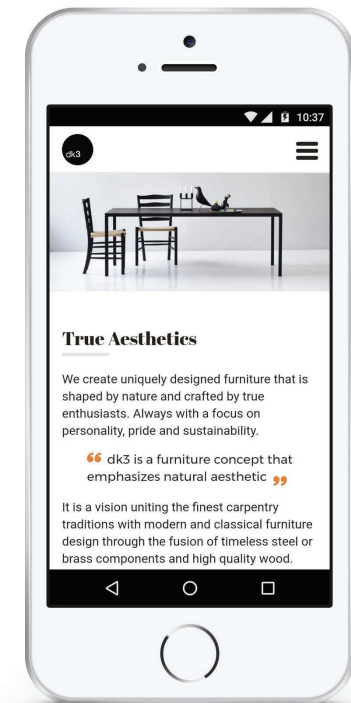 10:37
dk3
True Aesthetics
We create uniquely designed furniture that is
shaped by nature and crafted by true
enthusiasts. Always with a focus on
personality, pride and sustainability.
“ dk3 is a furniture concept that
emphasizes natural aesthetic ”
It is a vision uniting the finest carpentry
traditions with modern and classical furniture
design through the fusion of timeless steel or
brass components and high quality wood.